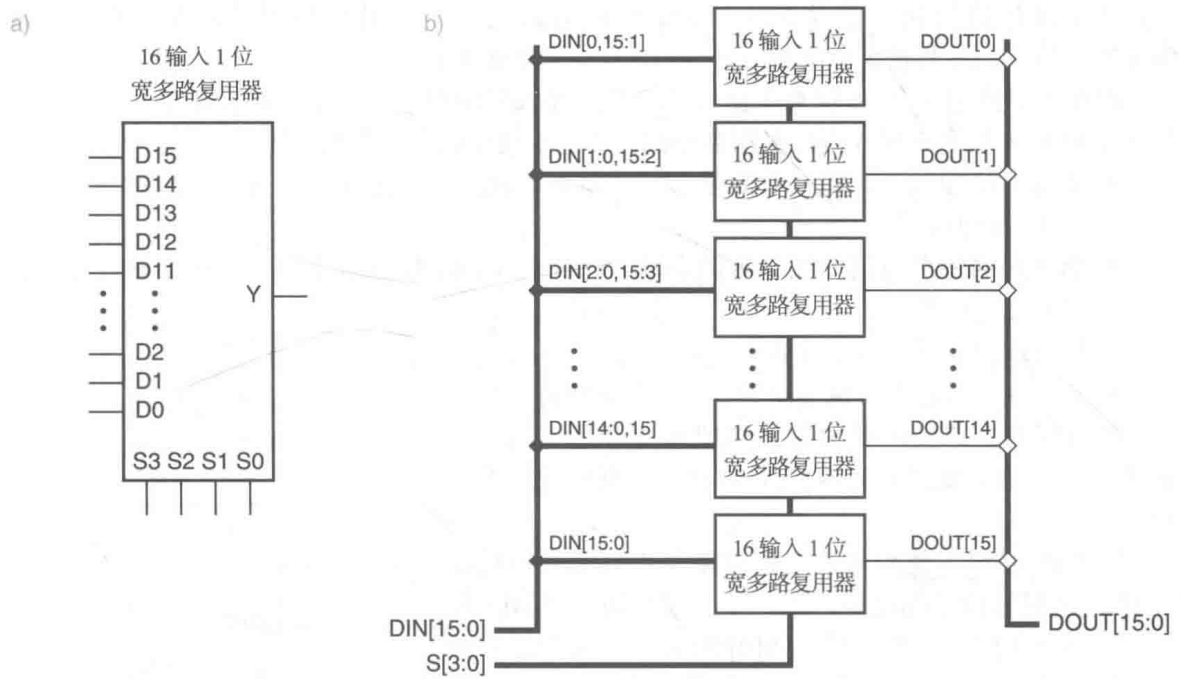 a)
16 输入 1 位
宽多路复用器
D15
D14
D13
D12
D11
Y
D2
D1
D0
S3 S2 S1 S0
b)
DIN[0,15:1]
16 输入 1 位
宽多路复用器
DOUT[0]
DIN[1:0,15:2]
16 输入 1 位
宽多路复用器
DOUT[1]
DIN[2:0,15:3]
16 输入 1 位
宽多路复用器
DOUT[2]
DIN[14:0,15]
16 输入 1 位
宽多路复用器
DOUT[14]
DIN[15:0]
16 输入 1 位
宽多路复用器
DOUT[15]
DIN[15:0]
DOUT[15:0]
S[3:0]